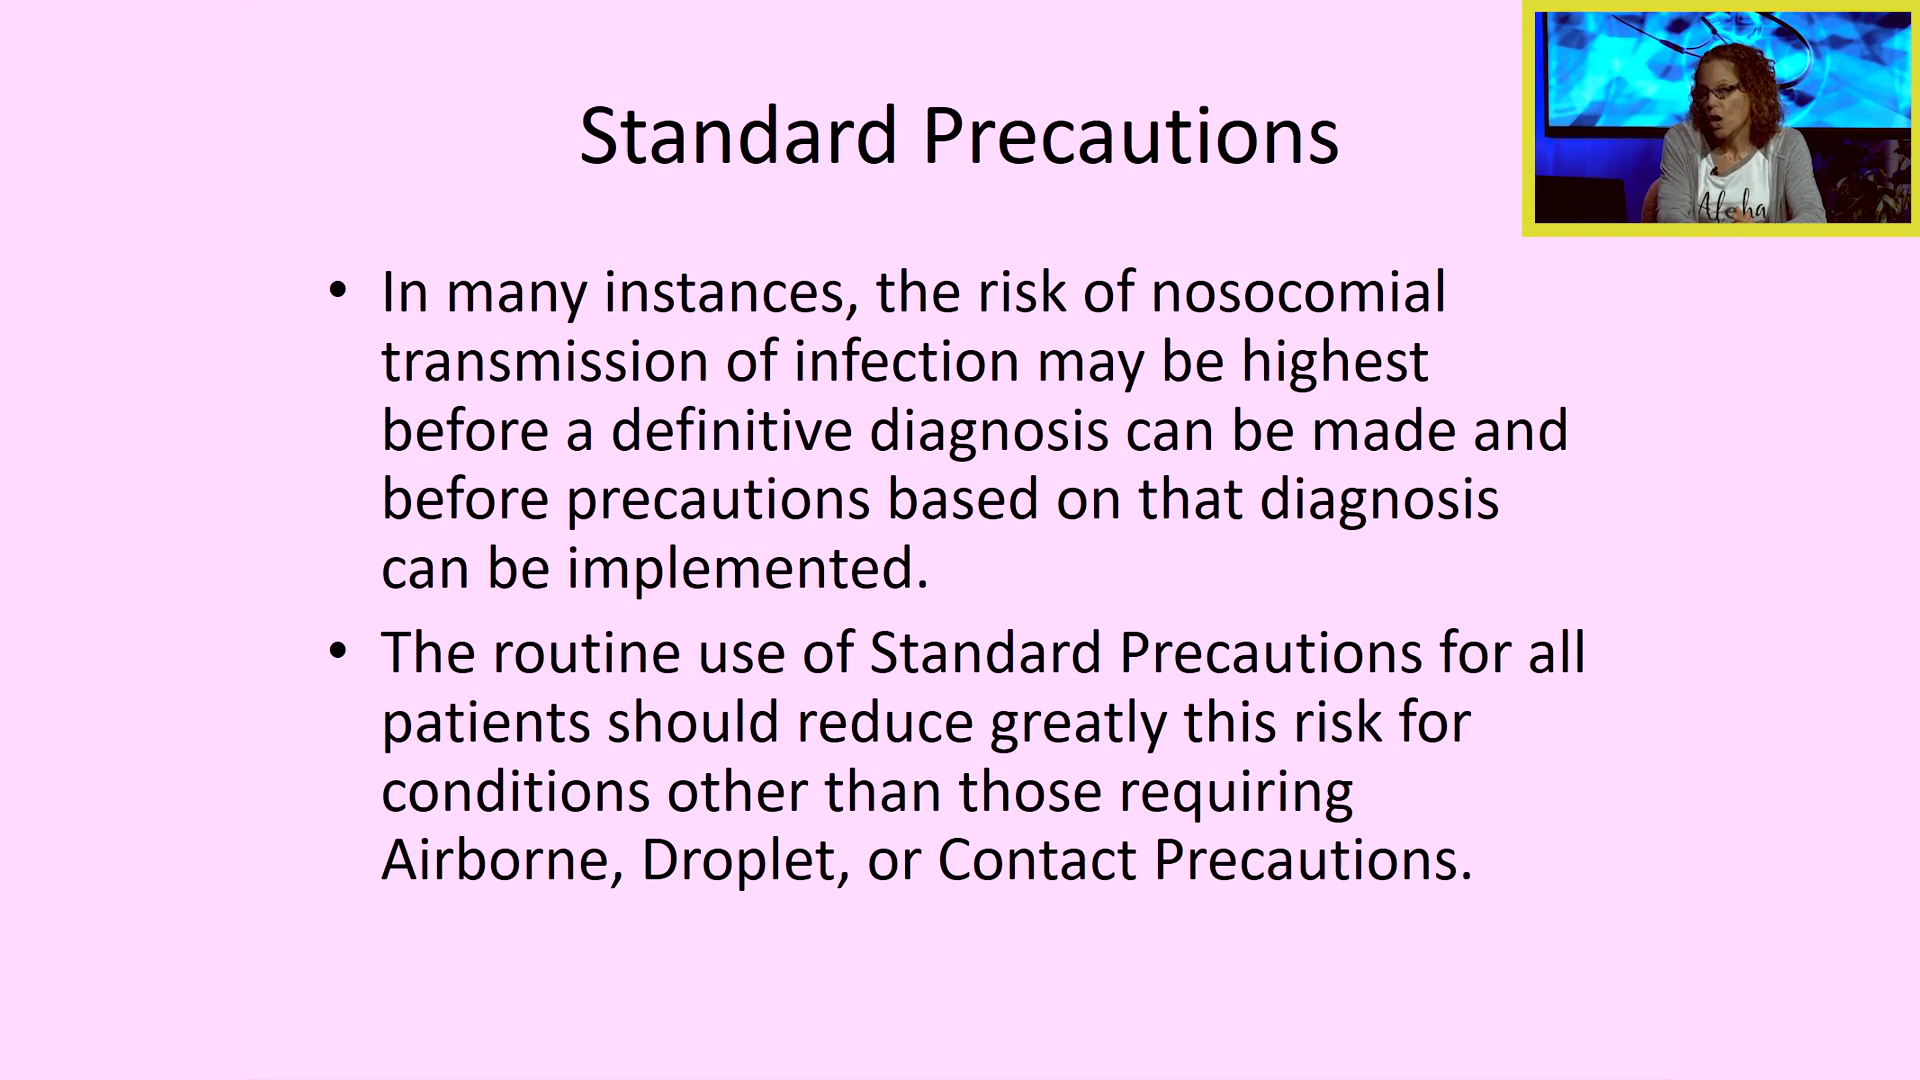 Standard Precautions
Aloha
• In many instances, the risk of nosocomial
transmission of infection may be highest
before a definitive diagnosis can be made and
before precautions based on that diagnosis
can be implemented.
• The routine use of Standard Precautions for all
patients should reduce greatly this risk for
conditions other than those requiring
Airborne, Droplet, or Contact Precautions.